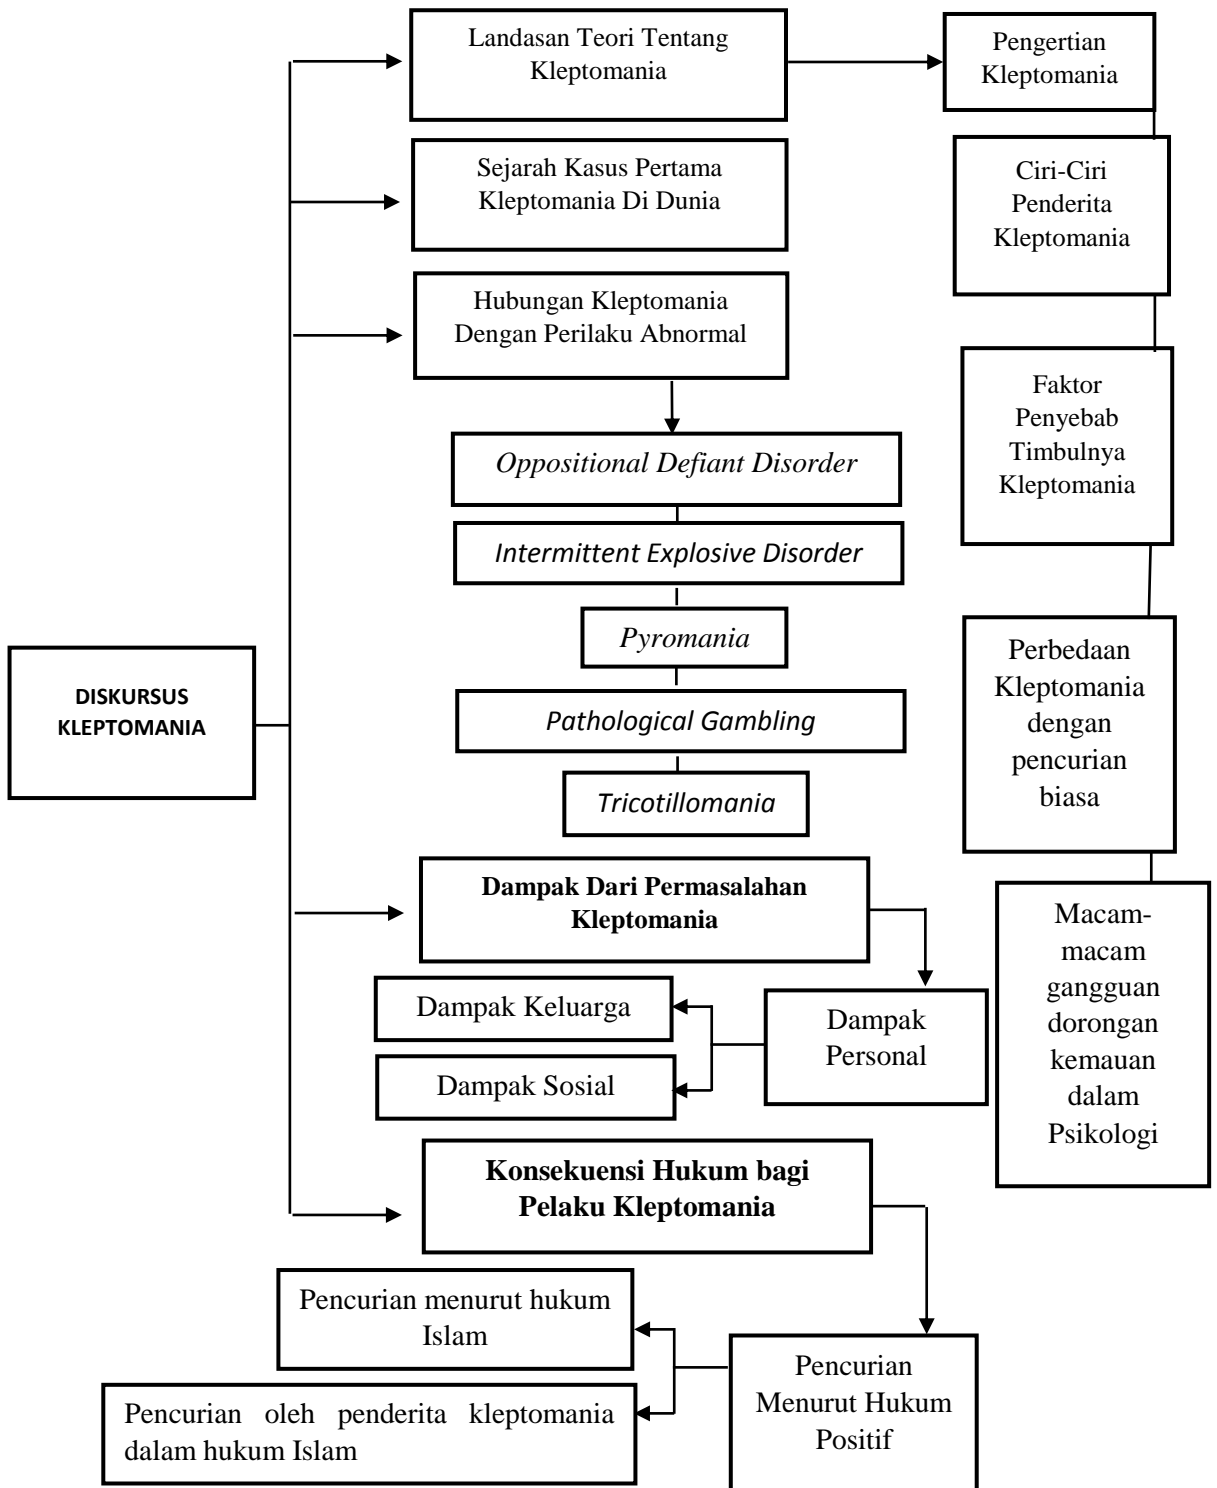 Landasan Teori Tentang
Kleptomania
Pengertian
Kleptomania
Sejarah Kasus Pertama
Kleptomania Di Dunia
Ciri-Ciri
Penderita
Kleptomania
Hubungan Kleptomania
Dengan Perilaku Abnormal
Faktor
Penyebab
Timbulnya
Kleptomania
Oppositional Defiant Disorder
Intermittent Explosive Disorder
Pyromania
Perbedaan
Kleptomania
dengan
pencurian
biasa
DISKURSUS
KLEPTOMANIA
Pathological Gambling
Tricotillomania
Dampak Dari Permasalahan
Kleptomania
Macam-
macam
gangguan
dorongan
kemauan
dalam
Psikologi
Dampak Keluarga
Dampak
Personal
Dampak Sosial
Konsekuensi Hukum bagi
Pelaku Kleptomania
Pencurian menurut hukum
Islam
Pencurian
Menurut Hukum
Positif
Pencurian oleh penderita kleptomania
dalam hukum Islam